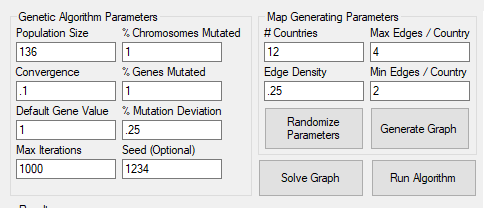 Genetic Algorithm Parameters
Population Size
% Chromosomes Mutated
136
1
Convergence
% Genes Mutated
.1
1
Default Gene Value
% Mutation Deviation
1
.25
Max Iterations
Seed (Optional)
1000
1234
Map Generating Parameters
# Countries
Max Edges / Country
12
4
Edge Density
Min Edges / Country
.25
2
Randomize
Parameters
Generate Graph
Solve Graph
Run Algorithm